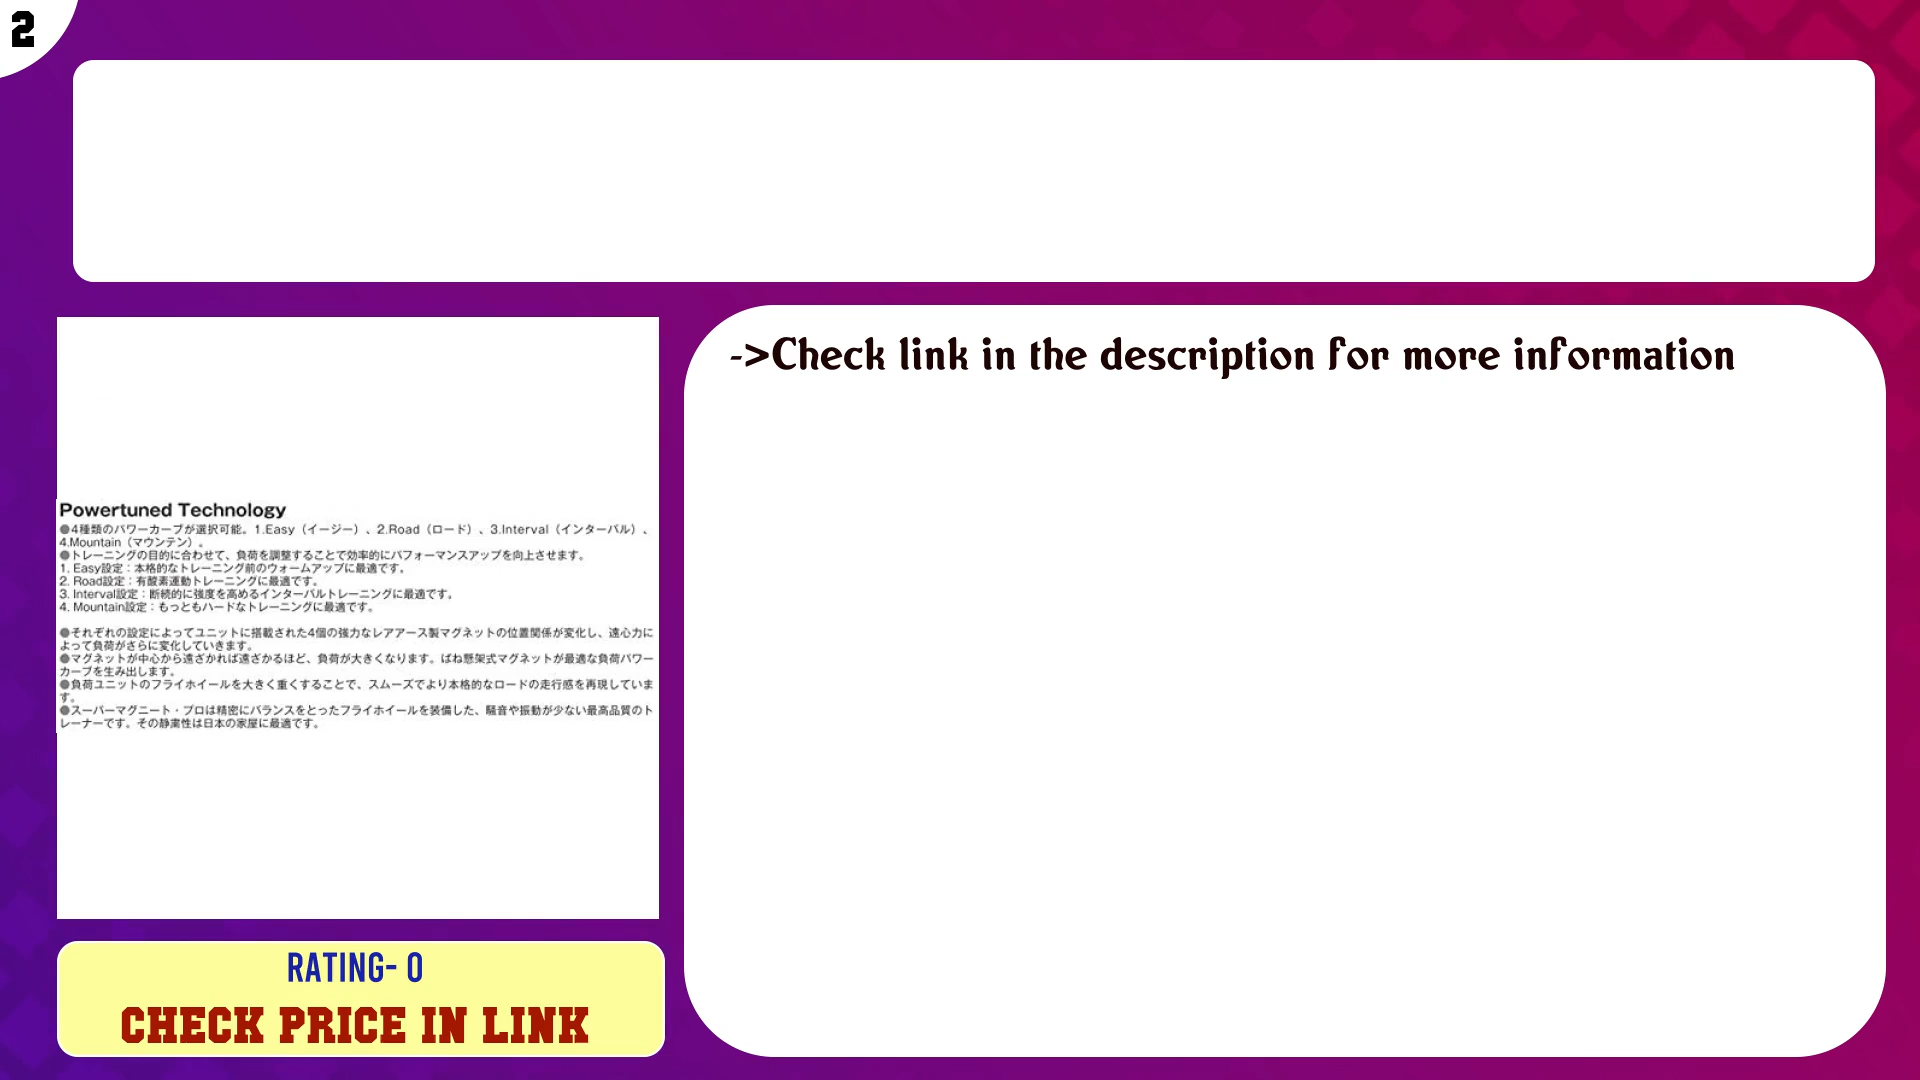 2
->Check link in the description for more information
Powertuned Technology
●4種類のパワーカーブが選択可能。1.Easy（イージー）、2.Road（ロード）、3.Interval（インターバル）、
4.Mountain（マウンテン）。
●トレーニングの目的に合わせて、負荷を調整することで効率的にパフォーマンスアップを向上させます。
1. Easy設定：本格的なトレーニング前のウォームアップに最適です。
2. Road設定：有酸素運動トレーニングに最適です。
3. Interval設定：断続的に強度を高めるインターバルトレーニングに最適です。
4. Mountain設定：もっともハードなトレーニングに最適です。
●それぞれの設定によってユニットに搭載された4個の強力なレアアース製マグネットの位置関係が変化し、遠心力に
よって負荷がさらに変化していきます。
●マグネットが中心から遠ざかれば遠ざかるほど、負荷が大きくなります。ばね懸架式マグネットが最適な負荷パワー
カーブを生み出します。
●負荷ユニットのフライホイールを大きく重くすることで、スムーズでより本格的なロードの走行感を再現していま
す。
●スーパーマグニート・プロは精密にバランスをとったフライホイールを装備した、騒音や振動が少ない最高品質のト
レーナーです。その静粛性は日本の家屋に最適です。
RATING- 0
CHECK PRICE IN LINK